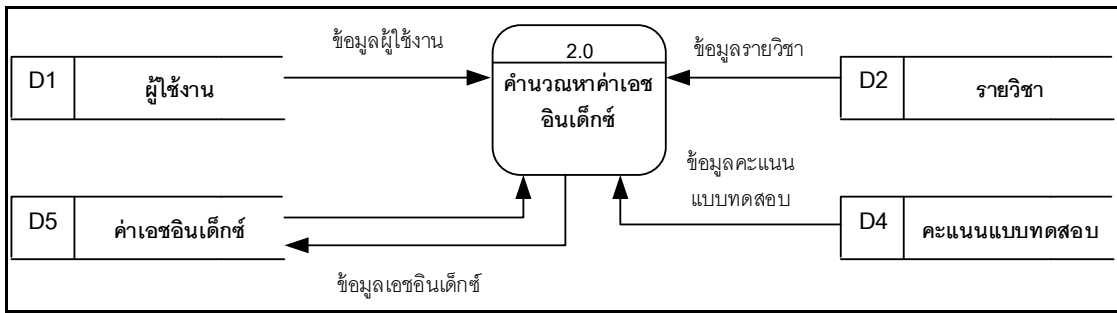 ข้อมูลผู้ใช้งาน
2.0
ข้อมูลรายวิชา
D1
ผู้ใช้งาน
คำนวณหาค่าเอช
อินเด็กซ์
D2
รายวิชา
ข้อมูลคะแนน
แบบทดสอบ
D5
ค่าเอชอินเด็กซ์
D4
คะแนนแบบทดสอบ
ข้อมูลเอชอินเด็กซ์